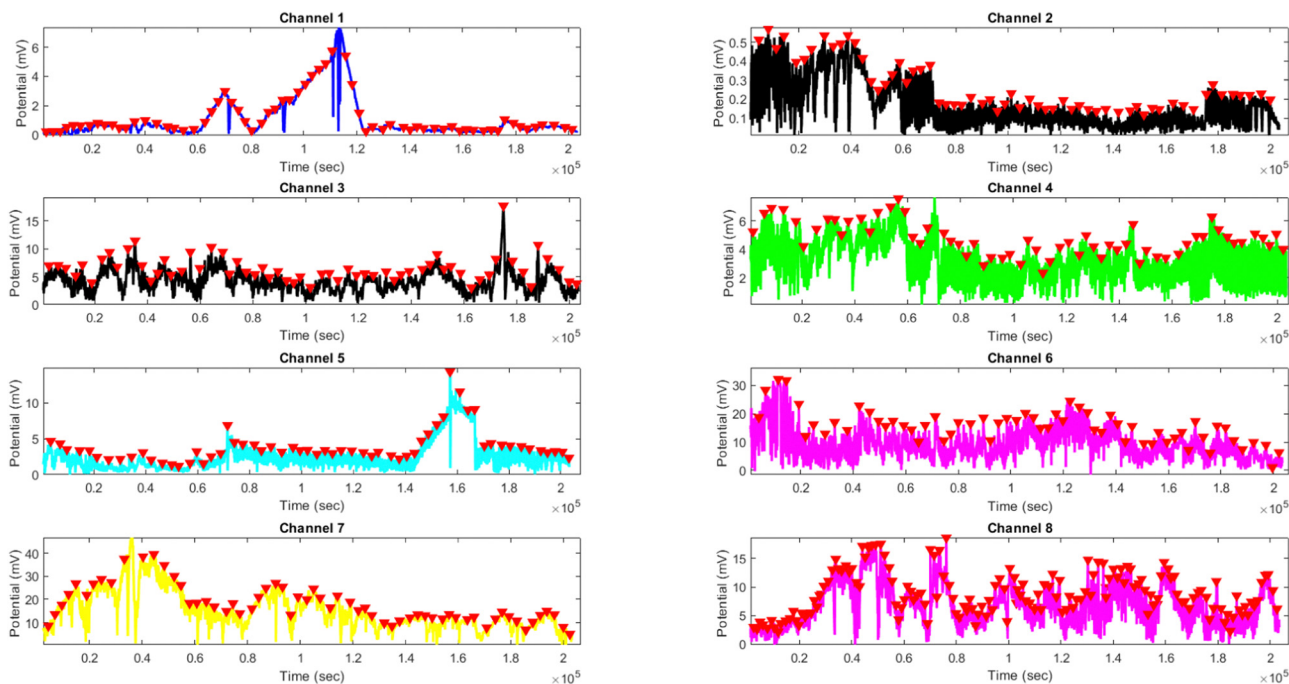 Channel 1
Potential (mV)
6
4
2
0
0.2 0.4 0.6 0.8 1 1.2 1.4 1.6 1.8 2
Time (sec)
×10^5
Channel 2
Potential (mV)
0.5
0.4
0.3
0.2
0.1
0.2 0.4 0.6 0.8 1 1.2 1.4 1.6 1.8 2
Time (sec)
×10^5
Channel 3
Potential (mV)
15
10
5
0
0.2 0.4 0.6 0.8 1 1.2 1.4 1.6 1.8 2
Time (sec)
×10^5
Channel 4
Potential (mV)
6
4
2
0.2 0.4 0.6 0.8 1 1.2 1.4 1.6 1.8 2
Time (sec)
×10^5
Channel 5
Potential (mV)
10
5
0
0.2 0.4 0.6 0.8 1 1.2 1.4 1.6 1.8 2
Time (sec)
×10^5
Channel 6
Potential (mV)
30
20
10
0
0.2 0.4 0.6 0.8 1 1.2 1.4 1.6 1.8 2
Time (sec)
×10^5
Channel 7
Potential (mV)
40
30
20
10
0.2 0.4 0.6 0.8 1 1.2 1.4 1.6 1.8 2
Time (sec)
×10^5
Channel 8
Potential (mV)
15
10
5
0
0.2 0.4 0.6 0.8 1 1.2 1.4 1.6 1.8 2
Time (sec)
×10^5